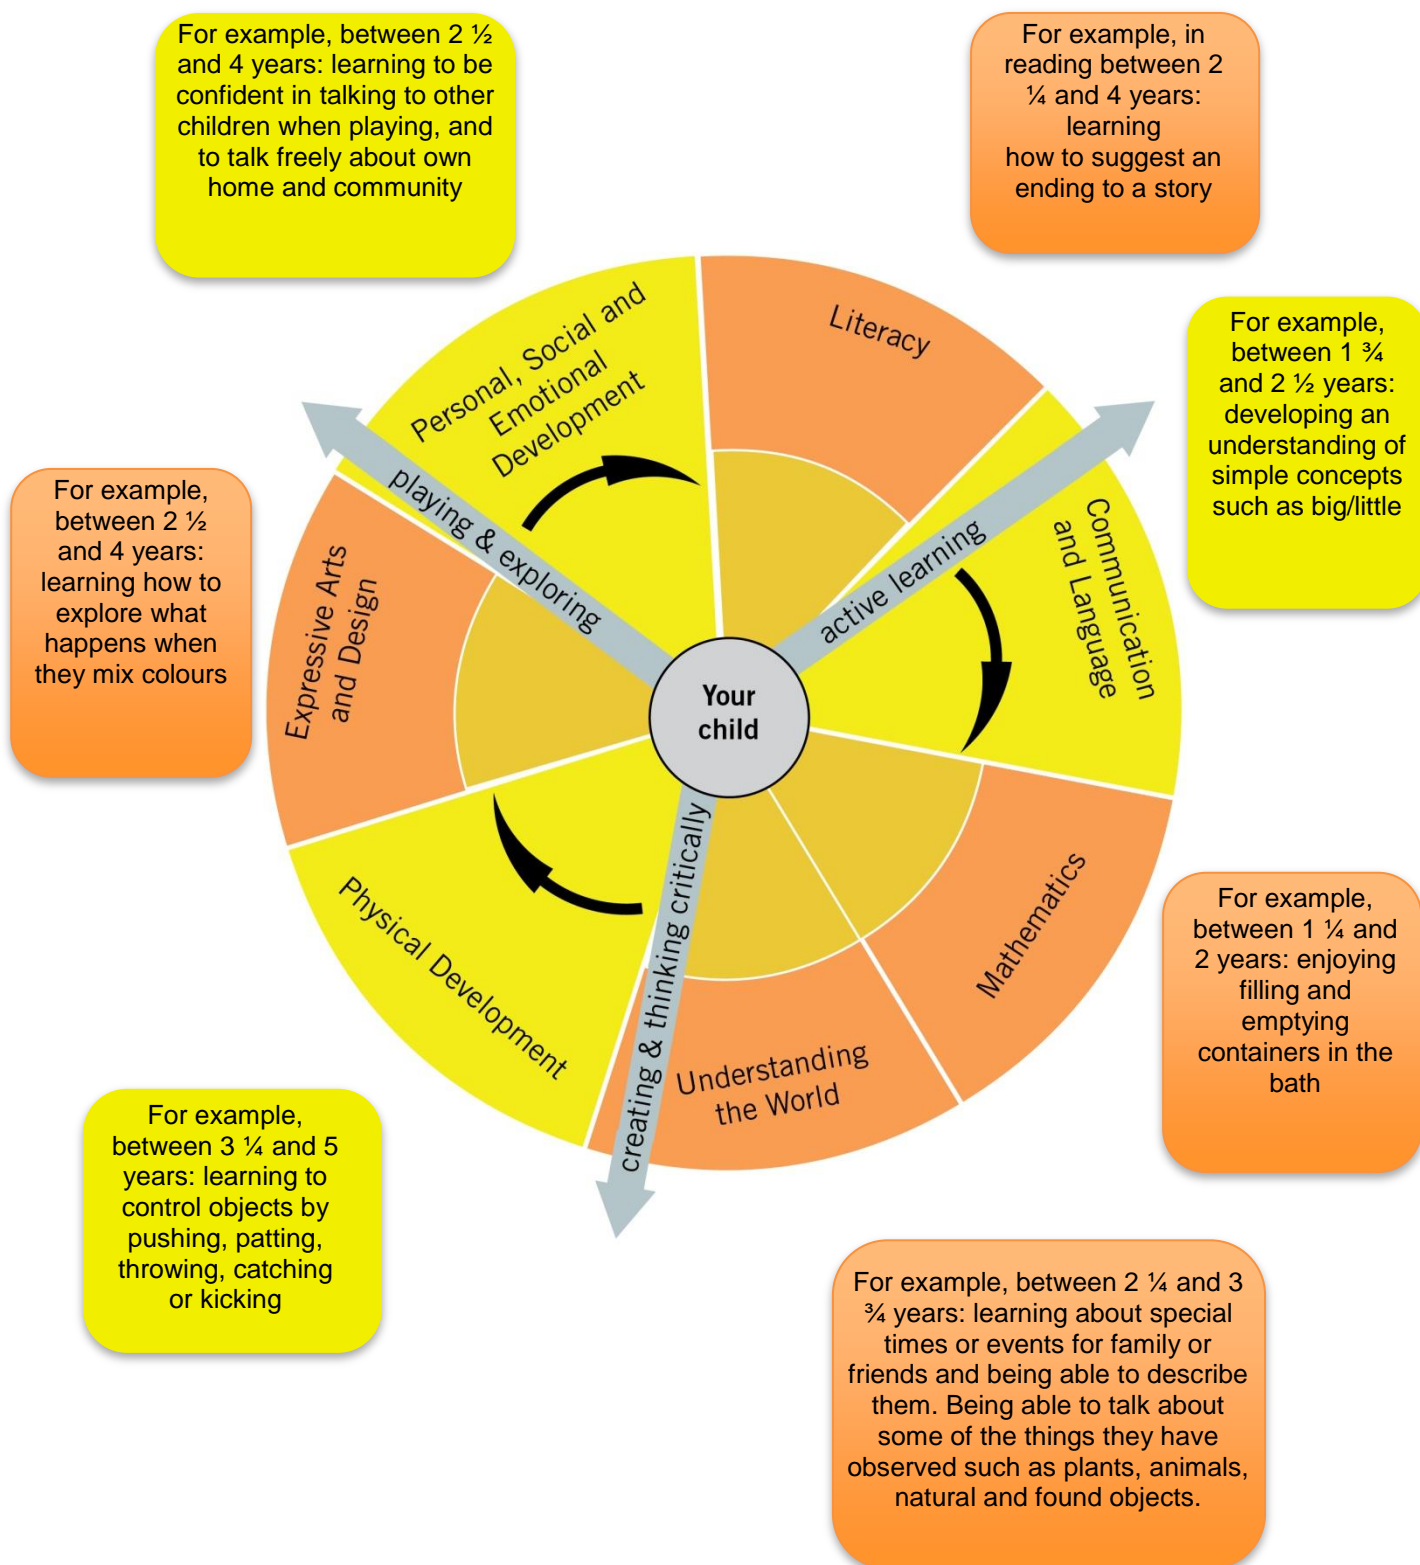 For example, between 2 ½
and 4 years: learning to be
confident in talking to other
children when playing, and
to talk freely about own
home and community
For example, in
reading between 2
¼ and 4 years:
learning
how to suggest an
ending to a story
For example,
between 1 ¾
and 2 ½ years:
developing an
understanding of
simple concepts
such as big/little
For example,
between 2 ½
and 4 years:
learning how to
explore what
happens when
they mix colours
Personal, Social and
Emotional
Development
Literacy
Communication
and Language
Mathematics
Understanding
the World
Physical Development
Expressive Arts
and Design
playing & exploring
active learning
creating & thinking critically
Your
child
For example,
between 1 ¼ and
2 years: enjoying
filling and
emptying
containers in the
bath
For example,
between 3 ¼ and 5
years: learning to
control objects by
pushing, patting,
throwing, catching
or kicking
For example, between 2 ¼ and 3
¾ years: learning about special
times or events for family or
friends and being able to describe
them. Being able to talk about
some of the things they have
observed such as plants, animals,
natural and found objects.